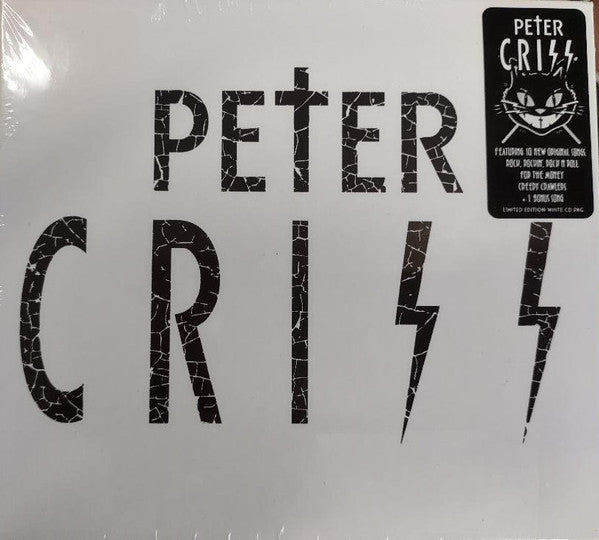 PETER
CRISS
PETER
CRISS
FEATURING 10 NEW ORIGINAL SONGS
ROCK, ROCKIN', ROCK N ROLL
FOR THE MONEY
CREEPY CRAWLERS
+ 1 BONUS SONG
LIMITED EDITION WHITE CD PKG